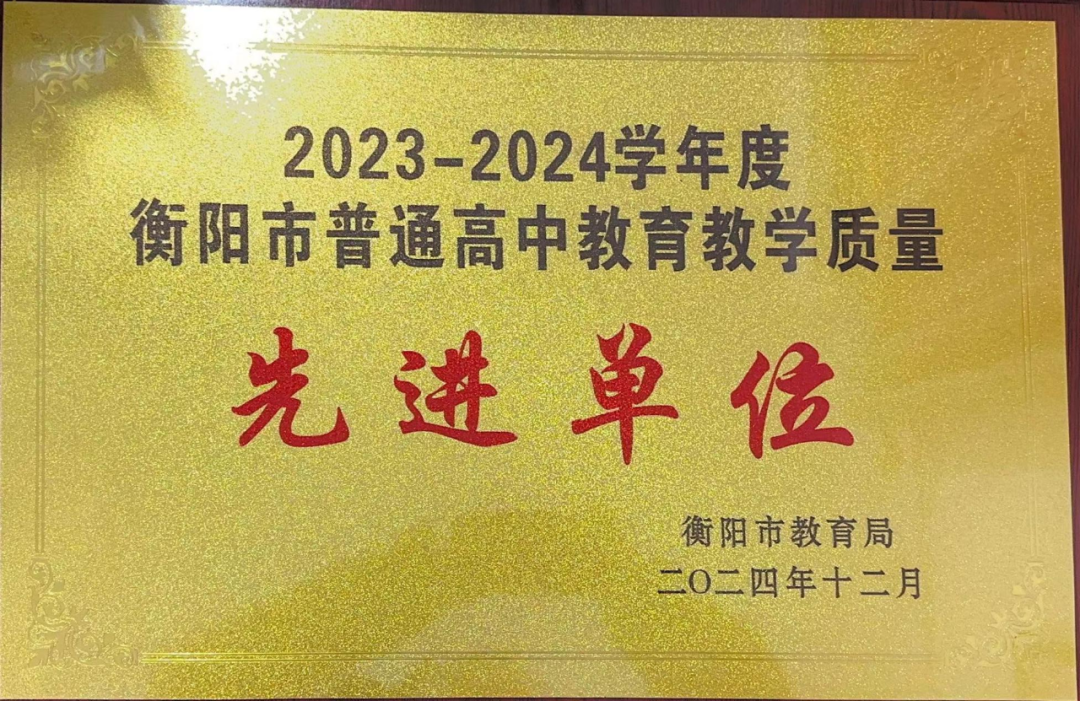 2023-2024学年度
衡阳市普通高中教育教学质量
先进单位
衡阳市教育局
二〇二四年十二月